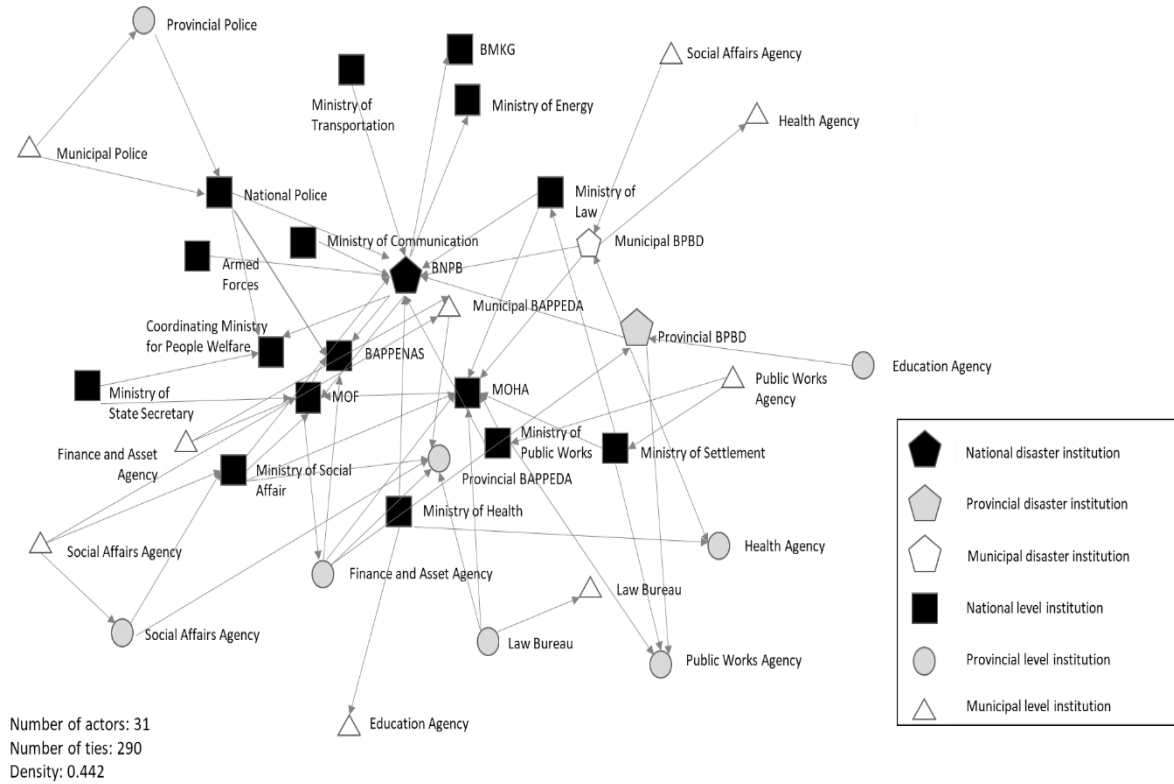 Provincial Police
BMKG
Social Affairs Agency
Ministry of
Transportation
Ministry of Energy
Health Agency
Municipal Police
National Police
Ministry of
Law
Municipal BPBD
Ministry of Communication
Armed
Forces
BNPB
Municipal BAPPEDA
Coordinating Ministry
for People Welfare
BAPPENAS
Provincial BPBD
Education Agency
Public Works
Agency
Ministry of
State Secretary
MOF
MOHA
Finance and Asset
Agency
Ministry of Social
Affair
Ministry of
Public Works
Ministry of Settlement
Provincial BAPPEDA
Ministry of Health
Social Affairs Agency
Finance and Asset Agency
Health Agency
Law Bureau
Social Affairs Agency
Law Bureau
Public Works Agency
Education Agency
National disaster institution
Provincial disaster institution
Municipal disaster institution
National level institution
Provincial level institution
Municipal level institution
Number of actors: 31
Number of ties: 290
Density: 0.442